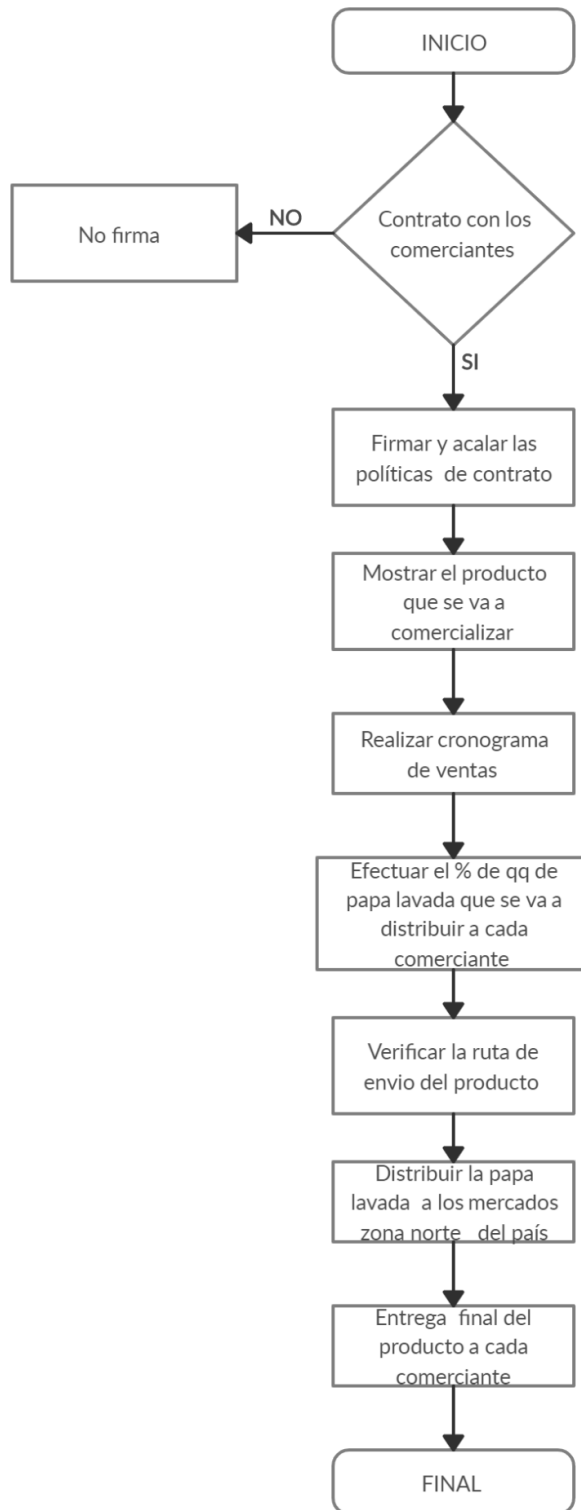 INICIO
Contrato con los
comerciantes
NO
No firma
SI
Firmar y acalar las
políticas de contrato
Mostrar el producto
que se va a
comercializar
Realizar cronograma
de ventas
Efectuar el % de qq de
papa lavada que se va a
distribuir a cada
comerciante
Verificar la ruta de
envio del producto
Distribuir la papa
lavada a los mercados
zona norte del país
Entrega final del
producto a cada
comerciante
FINAL